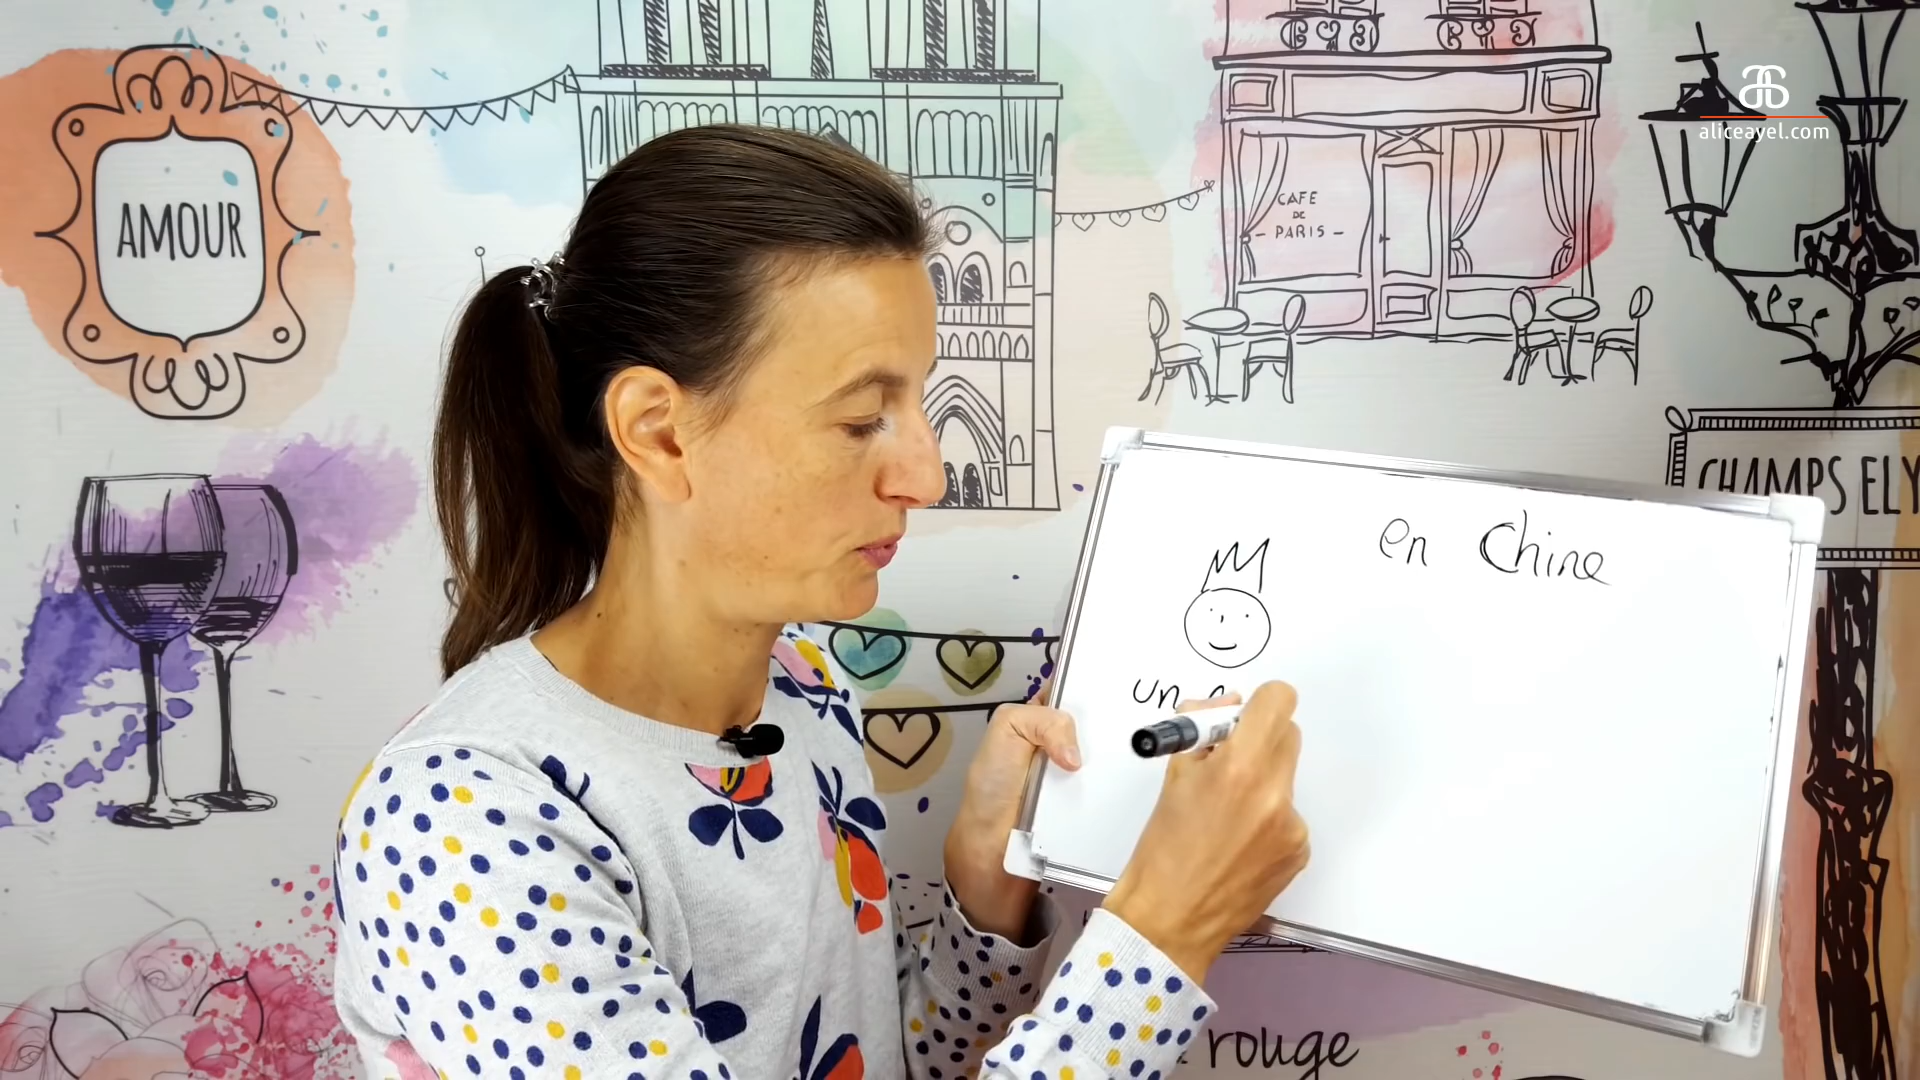 aliceayel.com
AMOUR
CAFE
DE
- PARIS -
CHAMPS ELY
en Chine
un
rouge